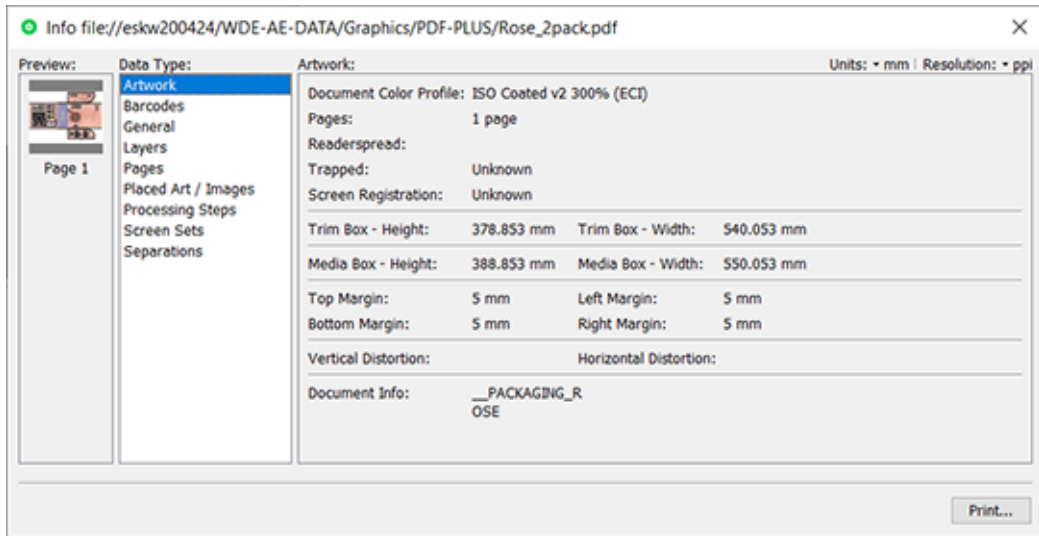 Info file://eskw200424/WDE-AE-DATA/Graphics/PDF-PLUS/Rose_2pack.pdf
Preview: Data Type: Artwork: Units: mm Resolution: ppi
Page 1
Artwork
Barcodes
General
Layers
Pages
Placed Art / Images
Processing Steps
Screen Sets
Separations
Document Color Profile: ISO Coated v2 300% (ECI)
Pages: 1 page
Readerspread:
Trapped: Unknown
Screen Registration: Unknown
Trim Box - Height: 378.853 mm Trim Box - Width: 540.053 mm
Media Box - Height: 388.853 mm Media Box - Width: 550.053 mm
Top Margin: 5 mm Left Margin: 5 mm
Bottom Margin: 5 mm Right Margin: 5 mm
Vertical Distortion: Horizontal Distortion:
Document Info: __PACKAGING_R
OSE
Print...